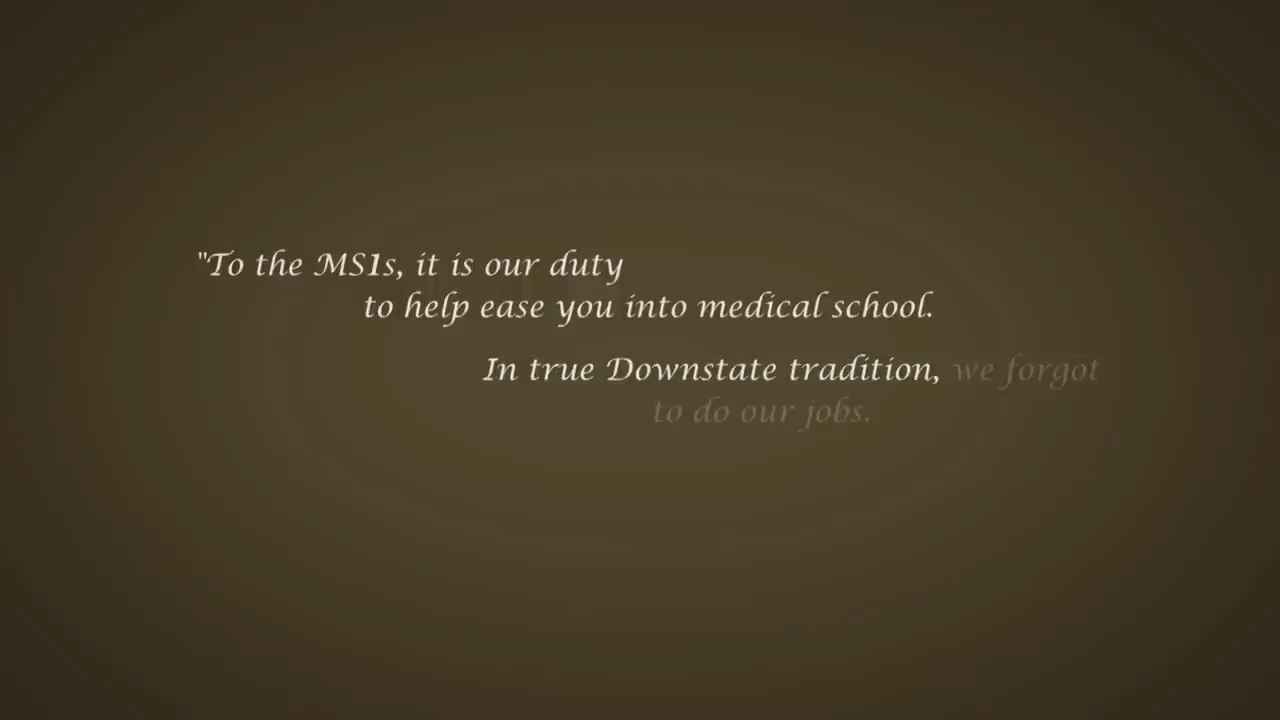 "To the MS1s, it is our duty
to help ease you into medical school.
In true Downstate tradition, we forgot
to do our jobs.